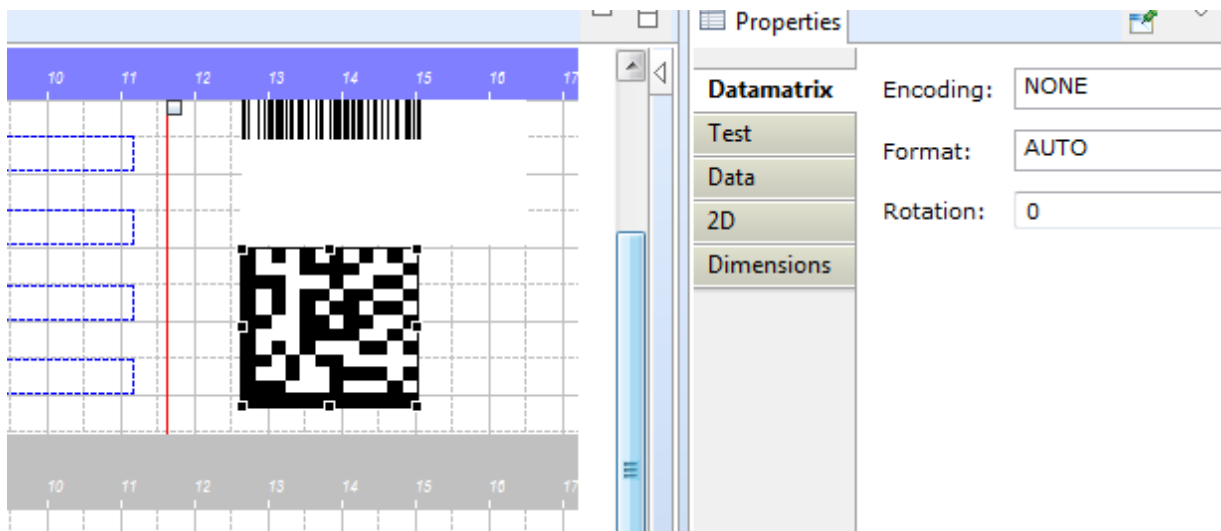 Properties
10 11 12 13 14 15 16 17
Datamatrix
Encoding: NONE
Test
Format: AUTO
Data
Rotation: 0
2D
Dimensions
10 11 12 13 14 15 16 17